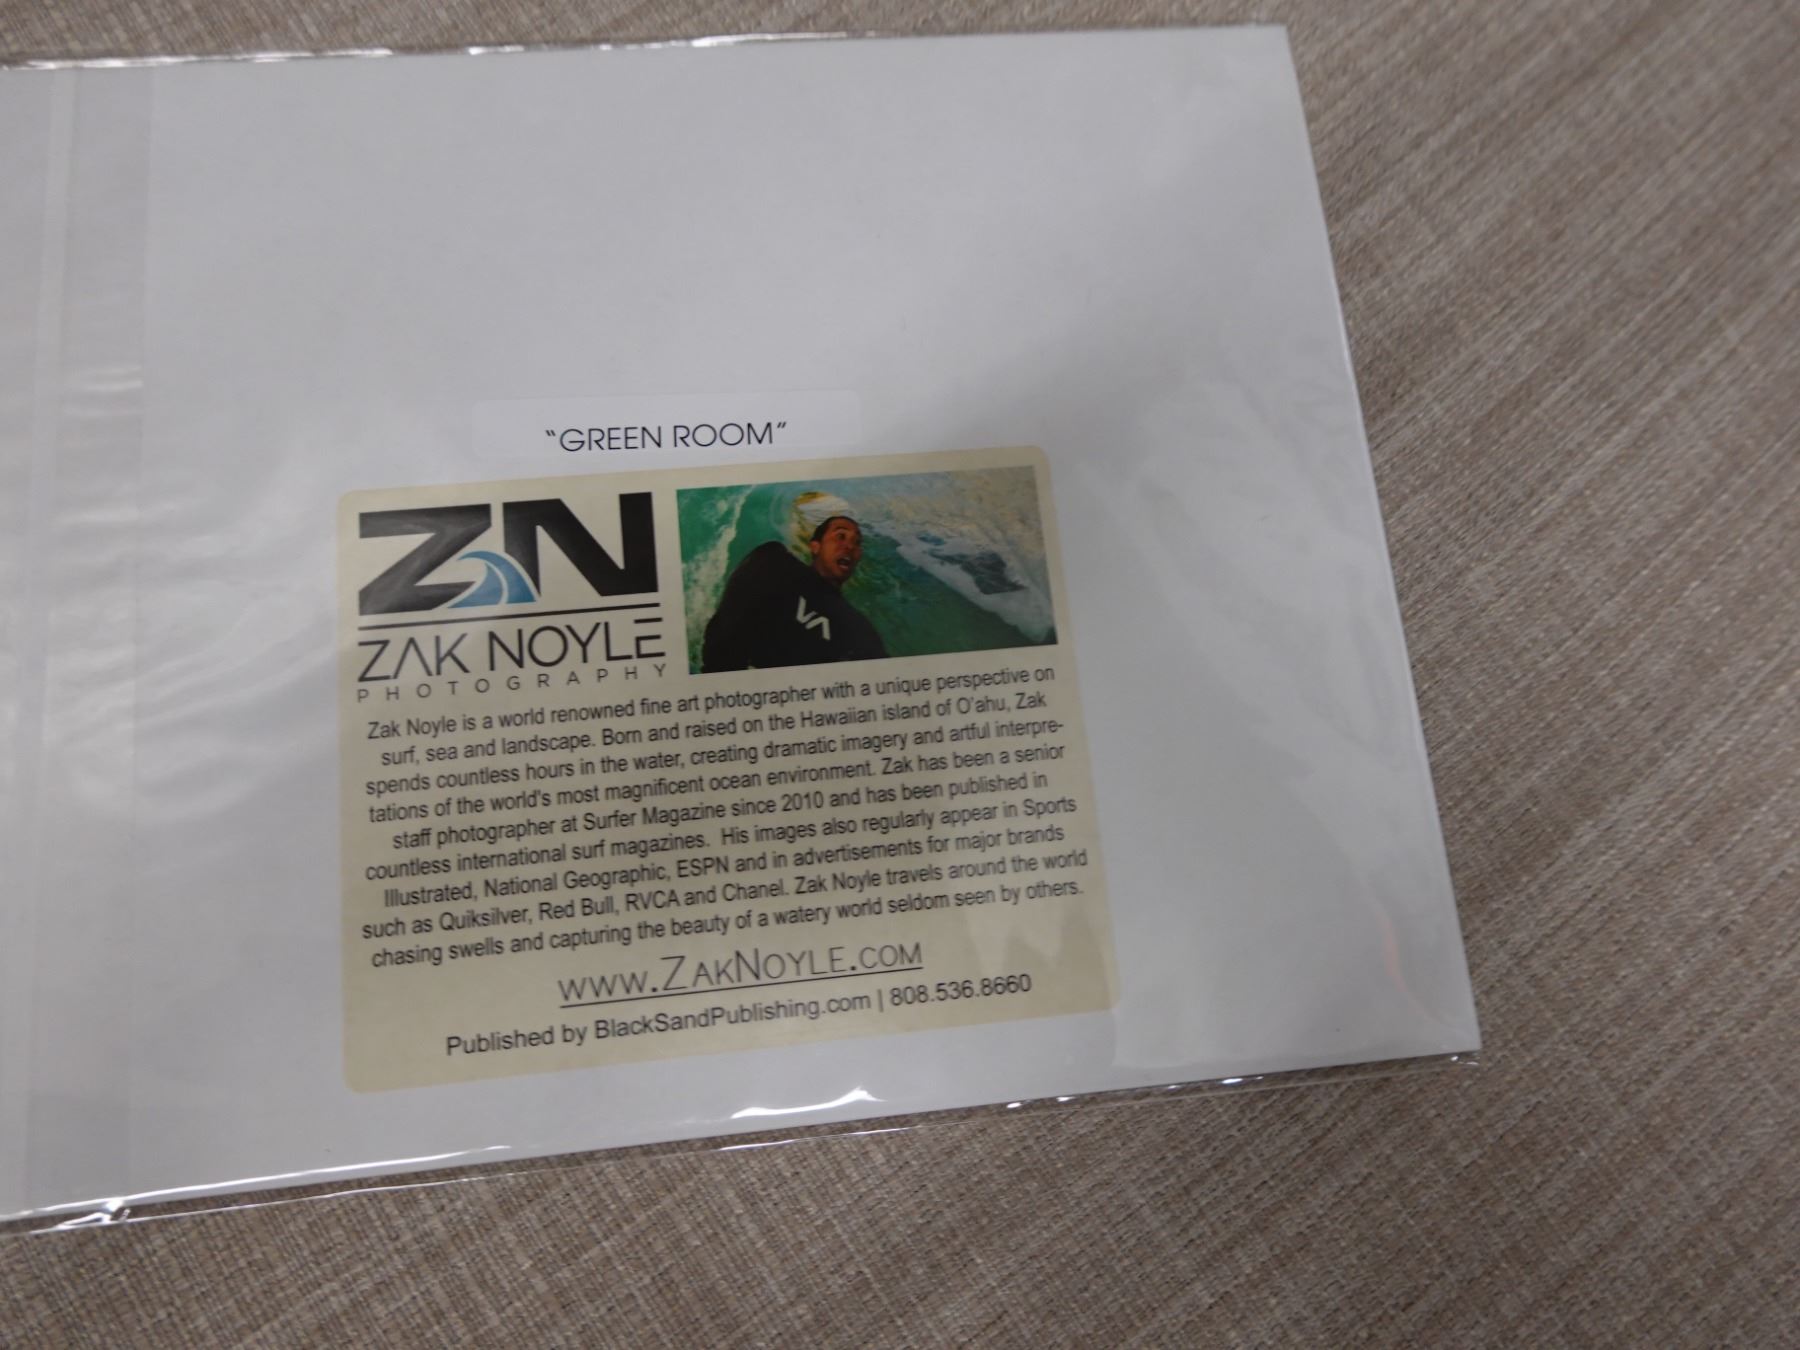 “GREEN ROOM”
ZN
ZAK NOYLE
PHOTOGRAPHY
VA
Zak Noyle is a world renowned fine art photographer with a unique perspective on
surf, sea and landscape. Born and raised on the Hawaiian island of O'ahu, Zak
spends countless hours in the water, creating dramatic imagery and artful interpre-
tations of the world's most magnificent ocean environment. Zak has been a senior
staff photographer at Surfer Magazine since 2010 and has been published in
countless international surf magazines. His images also regularly appear in Sports
Illustrated, National Geographic, ESPN and in advertisements for major brands
such as Quiksilver, Red Bull, RVCA and Chanel. Zak Noyle travels around the world
chasing swells and capturing the beauty of a watery world seldom seen by others.
WWW.ZAKNOYLE.COM
Published by BlackSandPublishing.com | 808.536.8660